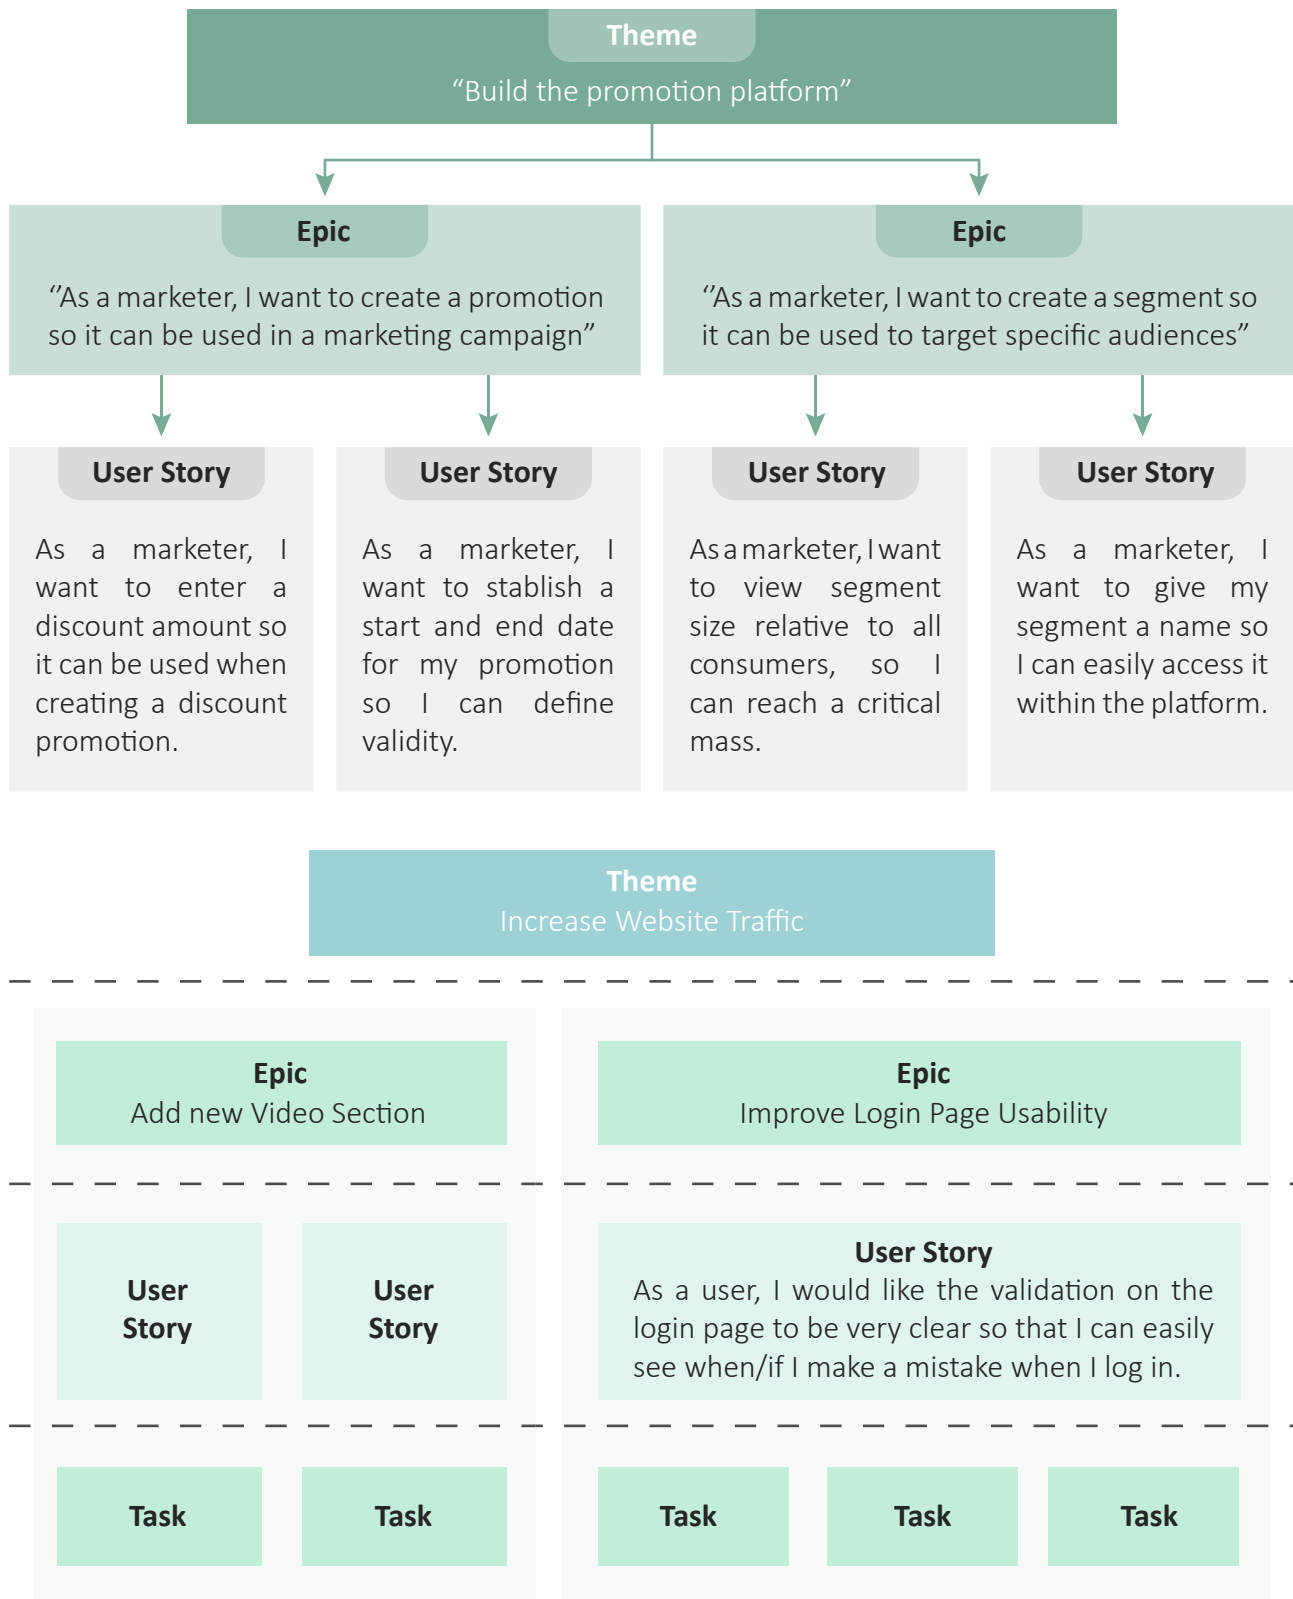 Theme
“Build the promotion platform”
Epic
“As a marketer, I want to create a promotion
so it can be used in a marketing campaign”
Epic
“As a marketer, I want to create a segment so
it can be used to target specific audiences”
User Story
As a marketer, I
want to enter a
discount amount so
it can be used when
creating a discount
promotion.
User Story
As a marketer, I
want to stablish a
start and end date
for my promotion
so I can define
validity.
User Story
As a marketer, I want
to view segment
size relative to all
consumers, so I
can reach a critical
mass.
User Story
As a marketer, I
want to give my
segment a name so
I can easily access it
within the platform.
Theme
Increase Website Traffic
Epic
Add new Video Section
Epic
Improve Login Page Usability
User
Story
User
Story
User Story
As a user, I would like the validation on the
login page to be very clear so that I can easily
see when/if I make a mistake when I log in.
Task
Task
Task
Task
Task